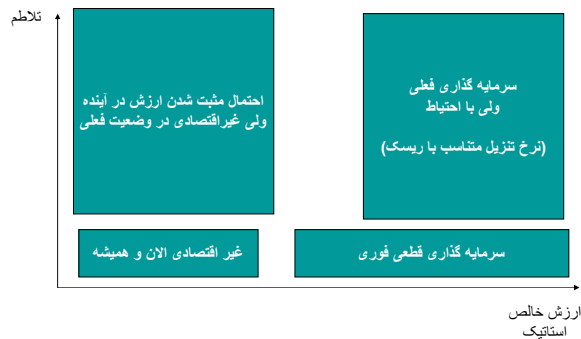 تلاطم
سرمایه گذاری فعلی
ولی با احتیاط
(نرخ تنزیل متناسب با ریسک)
احتمال مثبت شدن ارزش در آینده
ولی غیراقتصادی در وضعیت فعلی
سرمایه گذاری قطعی فوری
غیر اقتصادی الان و همیشه
ارزش خالص
استاتیک